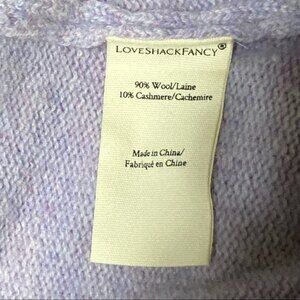 LOVESHACKFANCY®
90% Wool/Laine
10% Cashmere/Cachemire
Made in China/
Fabriqué en Chine